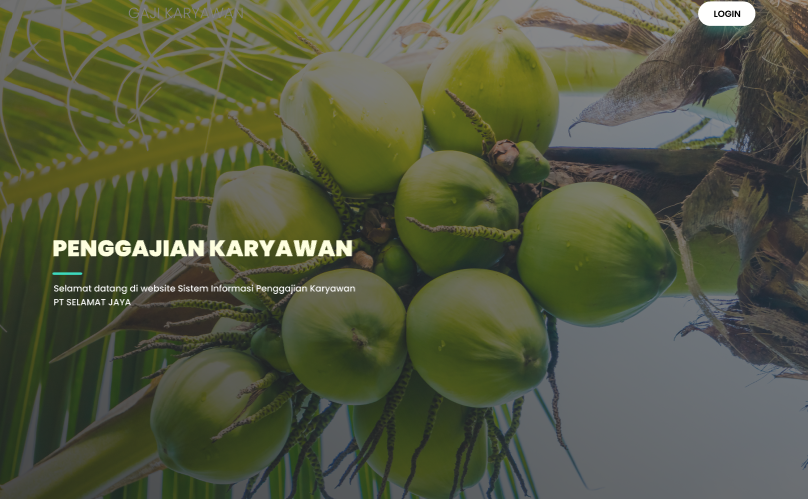 GAJI KARYAWAN
LOGIN
PENGGAJIAN KARYAWAN
Selamat datang di website Sistem Informasi Penggajian Karyawan
PT SELAMAT JAYA